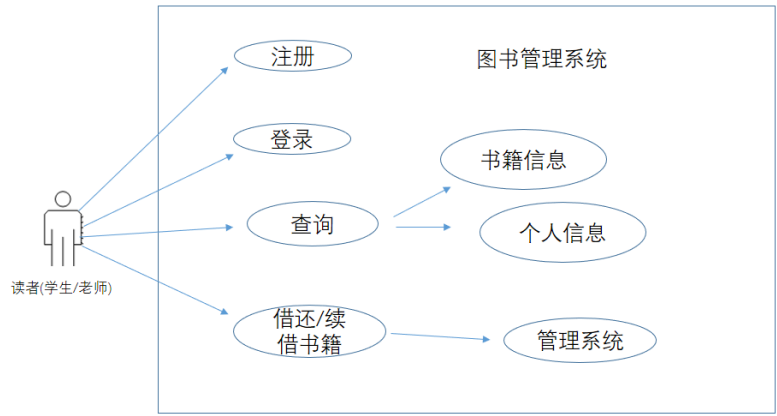 注册
图书管理系统
登录
书籍信息
查询
个人信息
读者(学生/老师)
借还/续
借书籍
管理系统